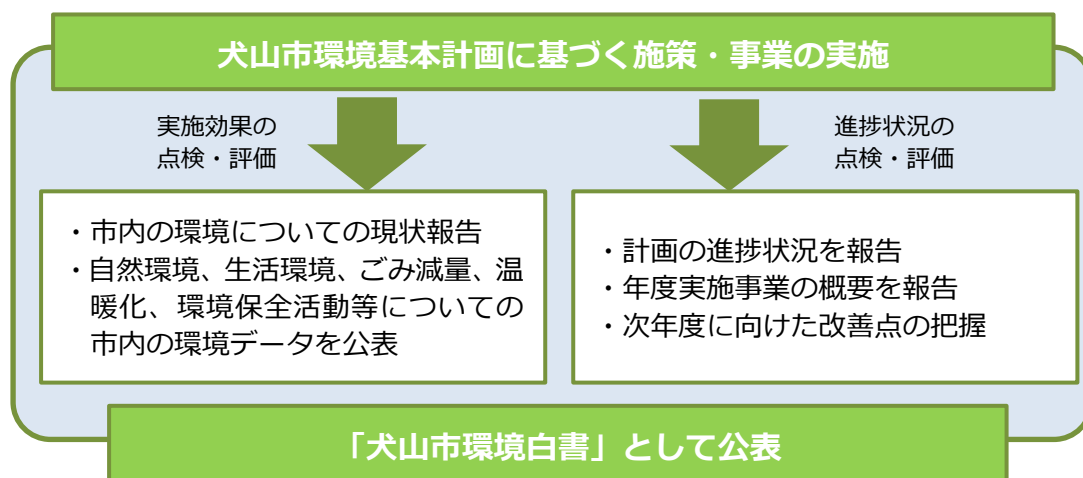 犬山市環境基本計画に基づく施策・事業の実施
実施効果の
点検・評価
進捗状況の
点検・評価
・市内の環境についての現状報告
・自然環境、生活環境、ごみ減量、温
暖化、環境保全活動等についての
市内の環境データを公表
・計画の進捗状況を報告
・年度実施事業の概要を報告
・次年度に向けた改善点の把握
「犬山市環境白書」として公表